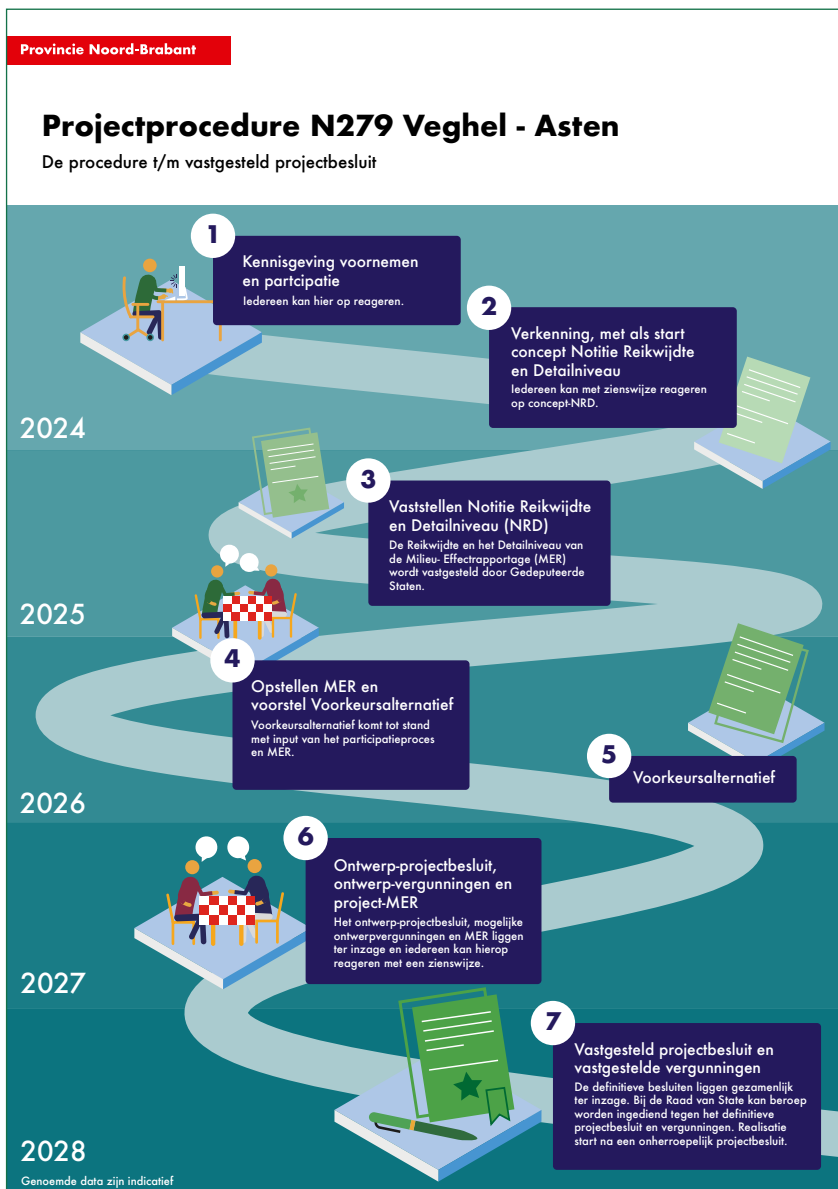 Provincie Noord-Brabant
Projectprocedure N279 Veghel - Asten
De procedure t/m vastgesteld projectbesluit
1
Kennisgeving voornemen
en partcipatie
Iedereen kan hier op reageren.
2
Verkenning, met als start
concept Notitie Reikwijdte
en Detailniveau
Iedereen kan met zienswijze reageren
op concept-NRD.
2024
3
Vaststellen Notitie Reikwijdte
en Detailniveau (NRD)
De Reikwijdte en het Detailniveau van
de Milieu- Effectrapportage (MER)
wordt vastgesteld door Gedeputeerde
Staten.
2025
4
Opstellen MER en
voorstel Voorkeursalternatief
Voorkeursalternatief komt tot stand
met input van het participatieproces
en MER.
5
Voorkeursalternatief
2026
6
Ontwerp-projectbesluit,
ontwerp-vergunningen en
project-MER
Het ontwerp-projectbesluit, mogelijke
ontwerpvergunningen en MER liggen
ter inzage en iedereen kan hierop
reageren met een zienswijze.
2027
7
Vastgesteld projectbesluit en
vastgestelde vergunningen
De definitieve besluiten liggen gezamenlijk
ter inzage. Bij de Raad van State kan beroep
worden ingediend tegen het definitieve
projectbesluit en vergunningen. Realisatie
start na een onherroepelijk projectbesluit.
2028
Genoemde data zijn indicatief